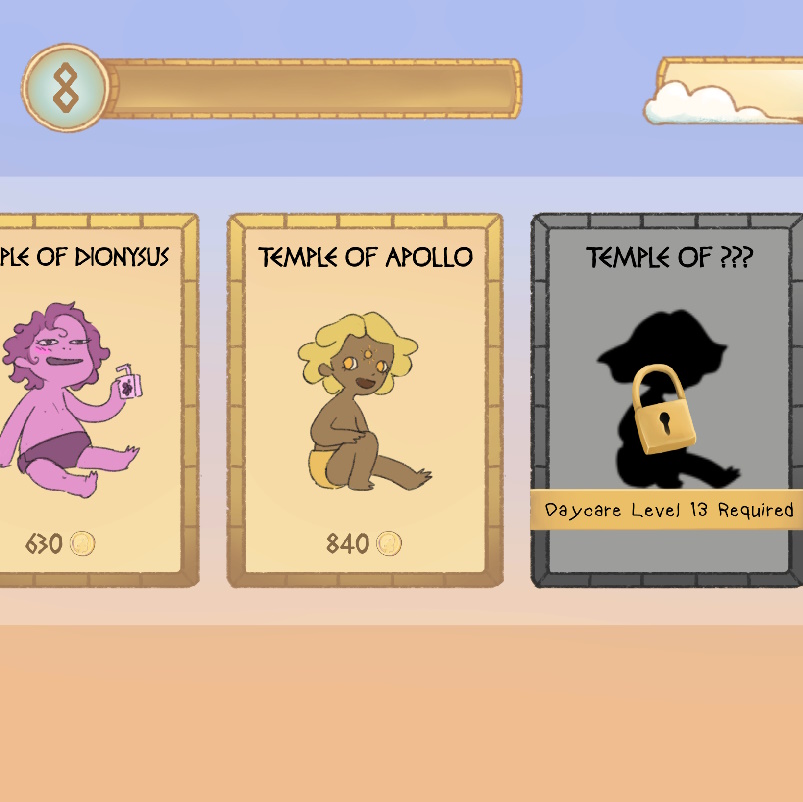 8
PLE OF DIONYSUS
TEMPLE OF APOLLO
TEMPLE OF ???
Daycare Level 13 Required
630
840